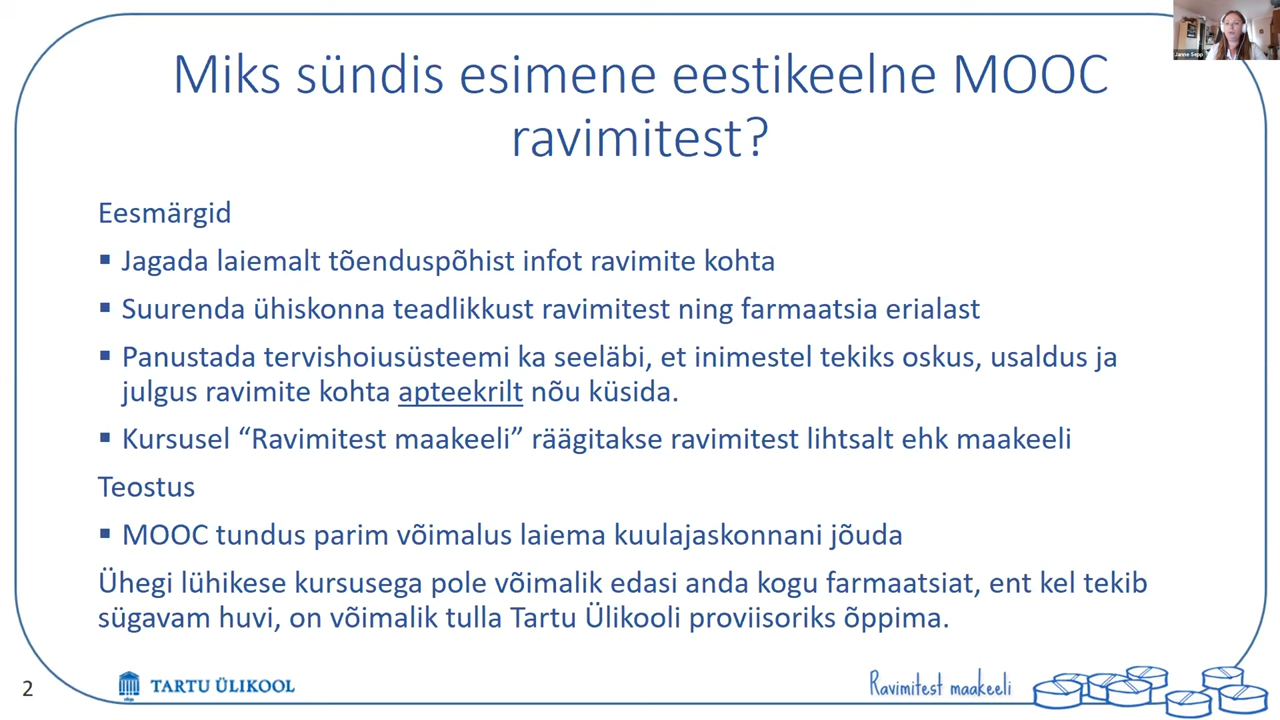 Miks sündis esimene eestikeelne MOOC
ravimitest?
Eesmärgid
▪ Jagada laiemalt tõenduspõhist infot ravimite kohta
▪ Suurenda ühiskonna teadlikkust ravimitest ning farmaatsia erialast
▪ Panustada tervishoiusüsteemi ka seeläbi, et inimestel tekiks oskus, usaldus ja
julgus ravimite kohta apteekrilt nõu küsida.
▪ Kursusel “Ravimitest maakeeli” räägitakse ravimitest lihtsalt ehk maakeeli
Teostus
▪ MOOC tundus parim võimalus laiema kuulajaskonnani jõuda
Ühegi lühikese kursusega pole võimalik edasi anda kogu farmaatsiat, ent kel tekib
sügavam huvi, on võimalik tulla Tartu Ülikooli proviisoriks õppima.
2
TARTU ÜLIKOOL
Ravimitest maakeeli
Janne Sepp